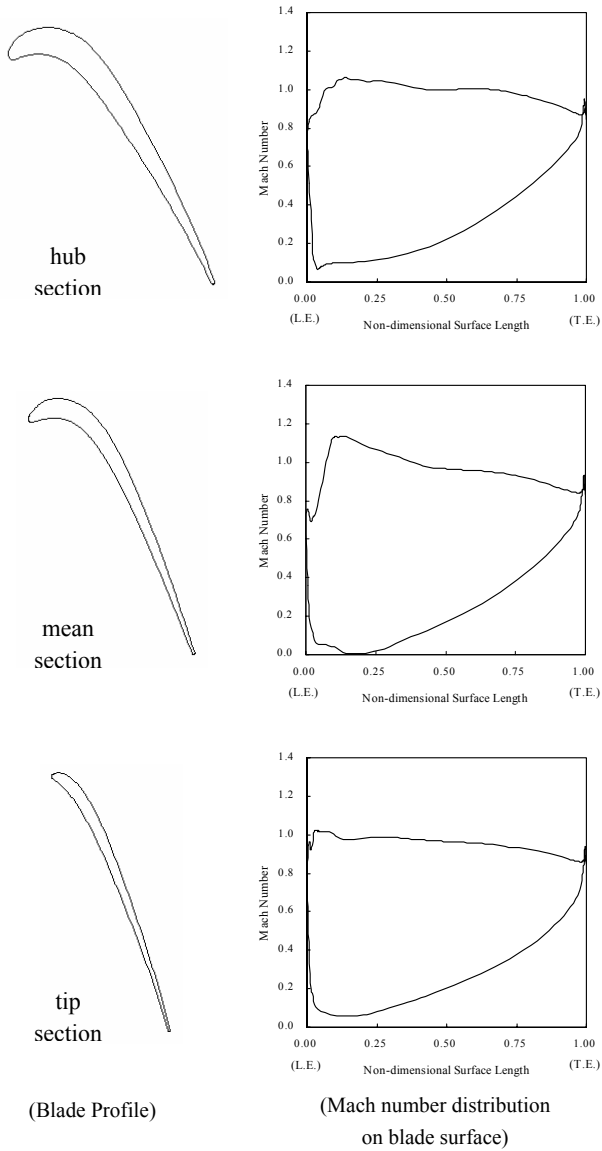 hub
section
1.4
1.2
1.0
0.8
0.6
0.4
0.2
0.0
Mach Number
0.00 0.25 0.50 0.75 1.00
(L.E.) Non-dimensional Surface Length (T.E.)
mean
section
1.4
1.2
1.0
0.8
0.6
0.4
0.2
0.0
Mach Number
0.00 0.25 0.50 0.75 1.00
(L.E.) Non-dimensional Surface Length (T.E.)
tip
section
1.4
1.2
1.0
0.8
0.6
0.4
0.2
0.0
Mach Number
0.00 0.25 0.50 0.75 1.00
(L.E.) Non-dimensional Surface Length (T.E.)
(Blade Profile)
(Mach number distribution
on blade surface)